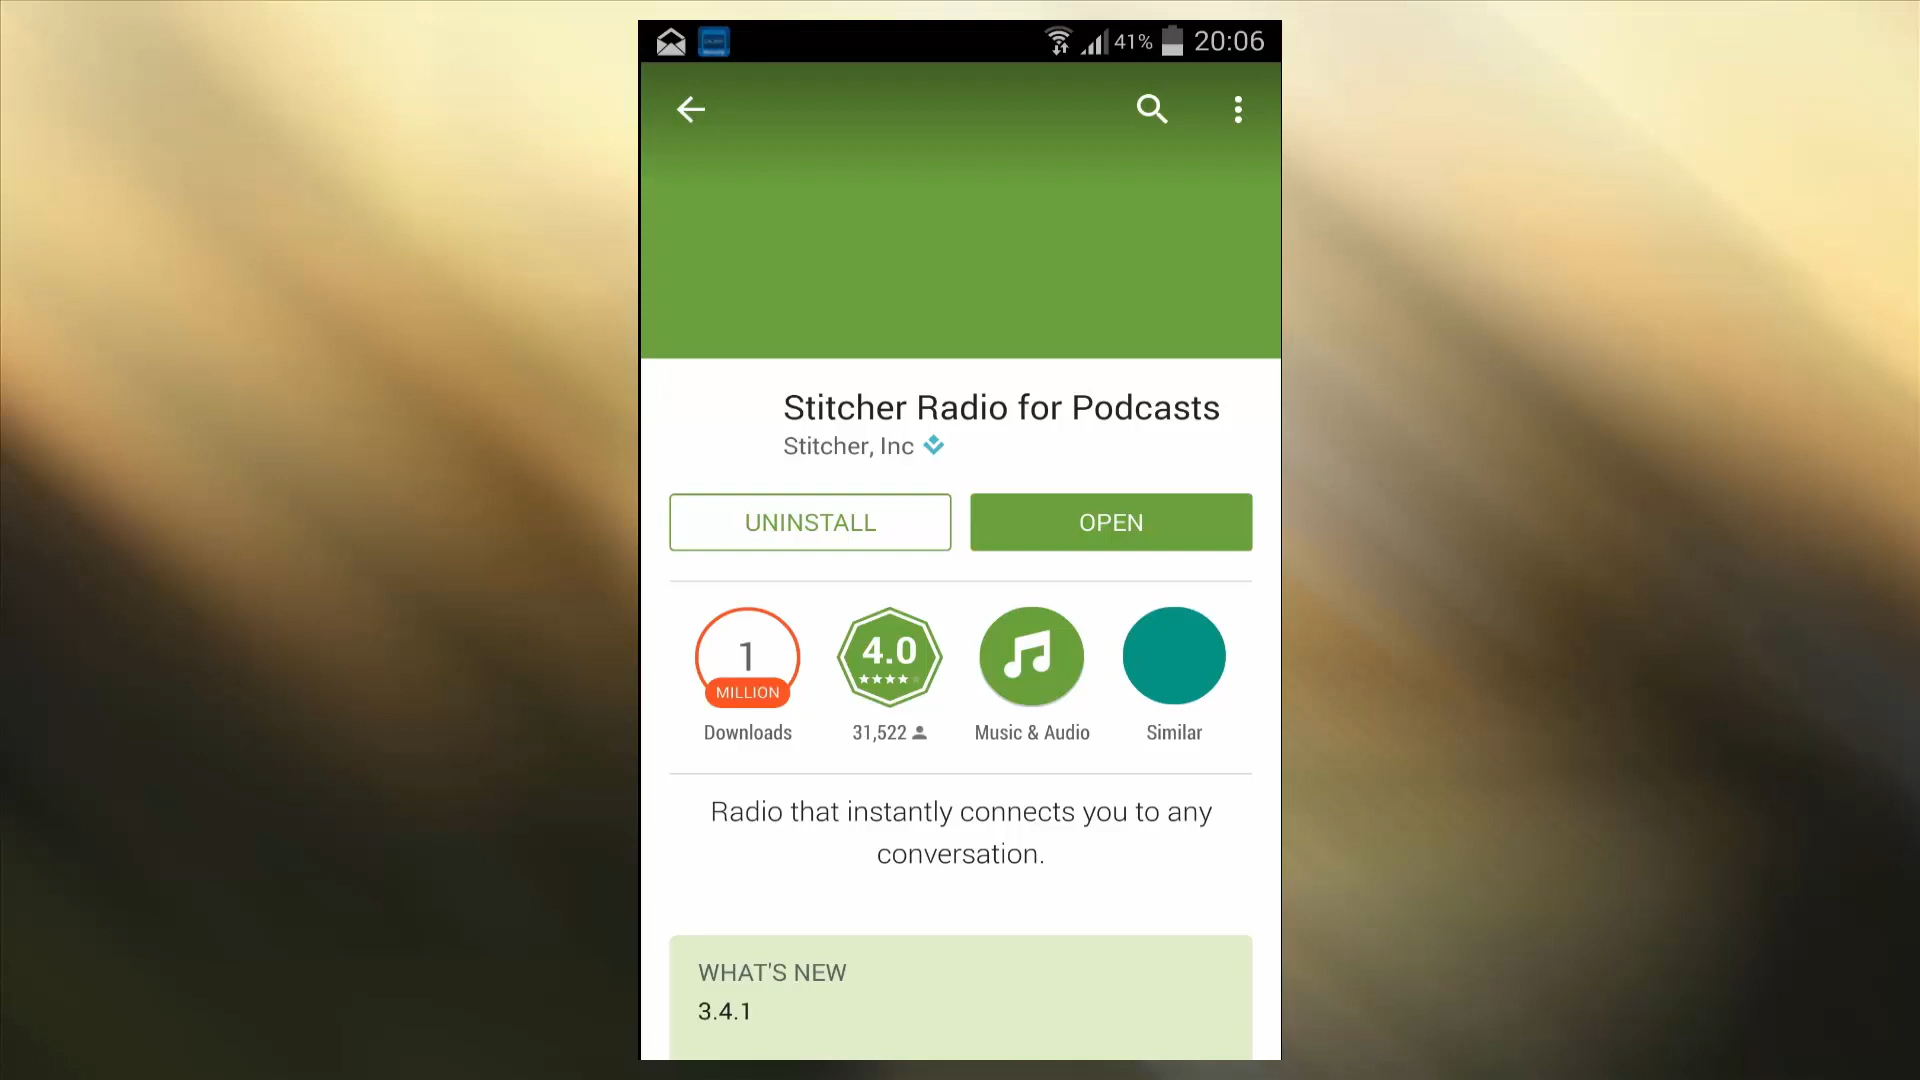 41% 20:06
Stitcher Radio for Podcasts
Stitcher, Inc
UNINSTALL OPEN
1 4.0
MILLION
Downloads 31,522 Music & Audio Similar
Radio that instantly connects you to any
conversation.
WHAT'S NEW
3.4.1